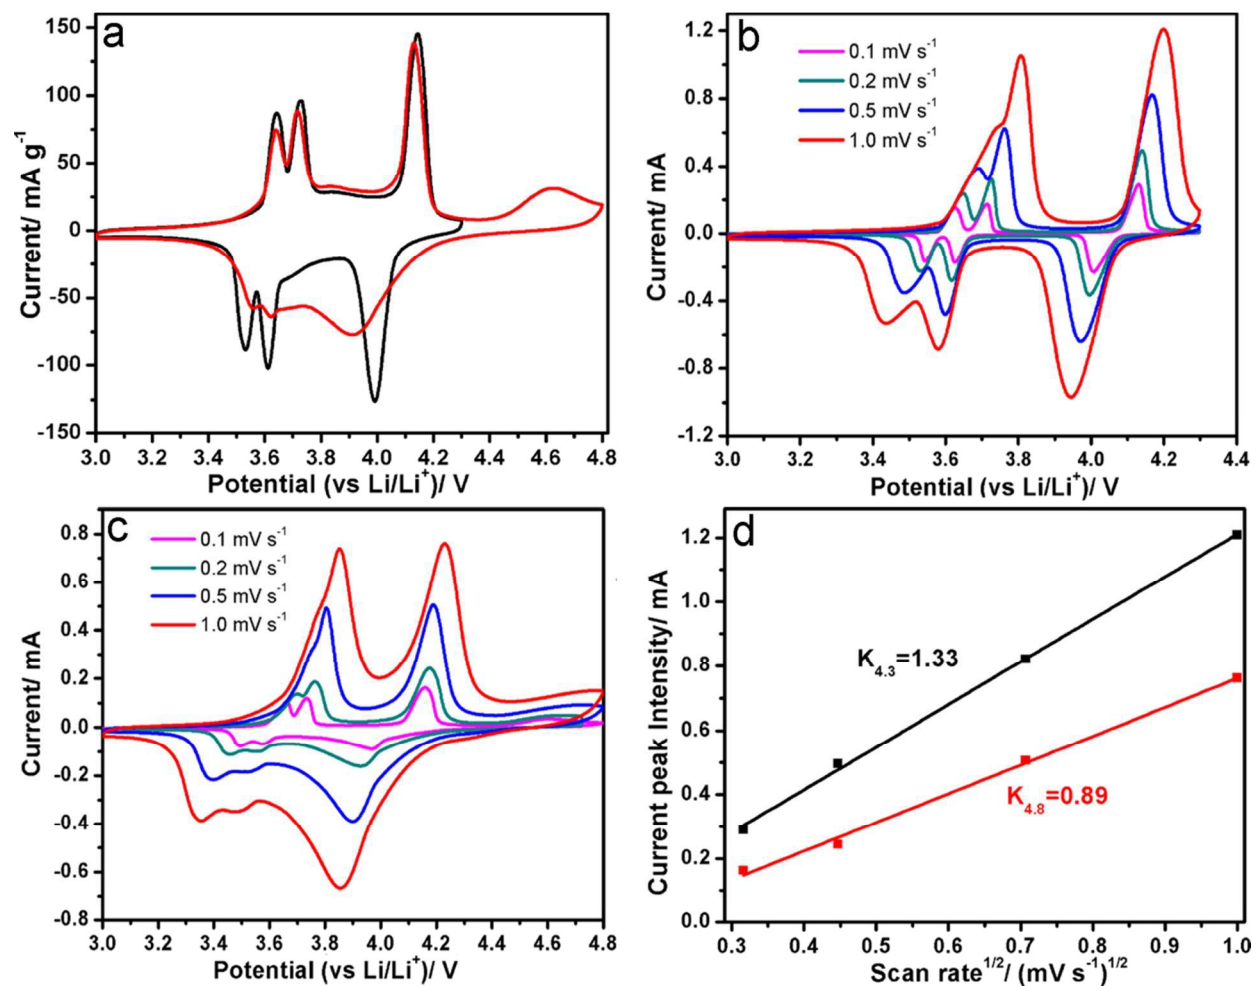 a
150
100
50
0
-50
-100
-150
Current/ mA g⁻¹
3.0 3.2 3.4 3.6 3.8 4.0 4.2 4.4 4.6 4.8
Potential (vs Li/Li⁺)/ V
b
0.1 mV s⁻¹
0.2 mV s⁻¹
0.5 mV s⁻¹
1.0 mV s⁻¹
1.2
0.8
0.4
0.0
-0.4
-0.8
-1.2
Current/ mA
3.0 3.2 3.4 3.6 3.8 4.0 4.2 4.4
Potential (vs Li/Li⁺)/ V
c
0.1 mV s⁻¹
0.2 mV s⁻¹
0.5 mV s⁻¹
1.0 mV s⁻¹
0.8
0.6
0.4
0.2
0.0
-0.2
-0.4
-0.6
-0.8
Current/ mA
3.0 3.2 3.4 3.6 3.8 4.0 4.2 4.4 4.6 4.8
Potential (vs Li/Li⁺)/ V
d
1.2
1.0
0.8
0.6
0.4
0.2
0.0
Current peak Intensity/ mA
K₄.₃=1.33
K₄.₈=0.89
0.3 0.4 0.5 0.6 0.7 0.8 0.9 1.0
Scan rate¹ᐟ²/ (mV s⁻¹)¹ᐟ²